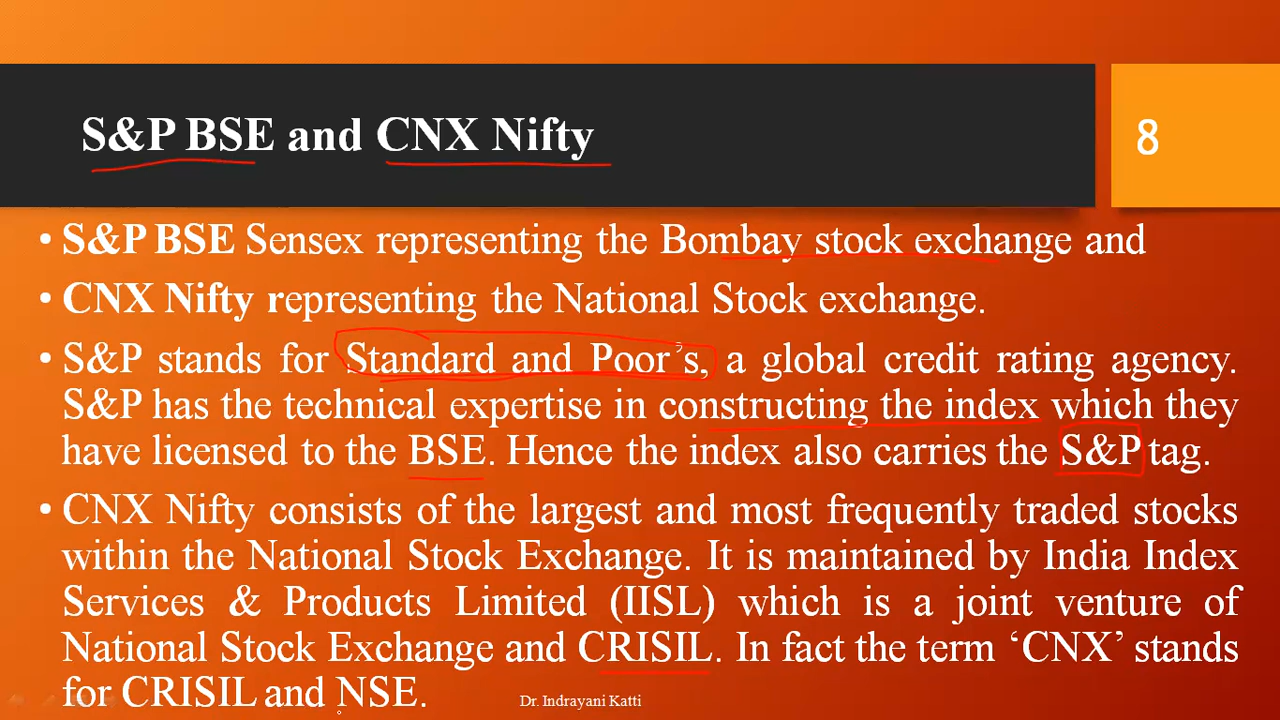 S&P BSE and CNX Nifty
8
• S&P BSE Sensex representing the Bombay stock exchange and
• CNX Nifty representing the National Stock exchange.
• S&P stands for Standard and Poor’s, a global credit rating agency.
S&P has the technical expertise in constructing the index which they
have licensed to the BSE. Hence the index also carries the S&P tag.
• CNX Nifty consists of the largest and most frequently traded stocks
within the National Stock Exchange. It is maintained by India Index
Services & Products Limited (IISL) which is a joint venture of
National Stock Exchange and CRISIL. In fact the term ‘CNX’ stands
for CRISIL and NSE.
Dr. Indrayani Katti